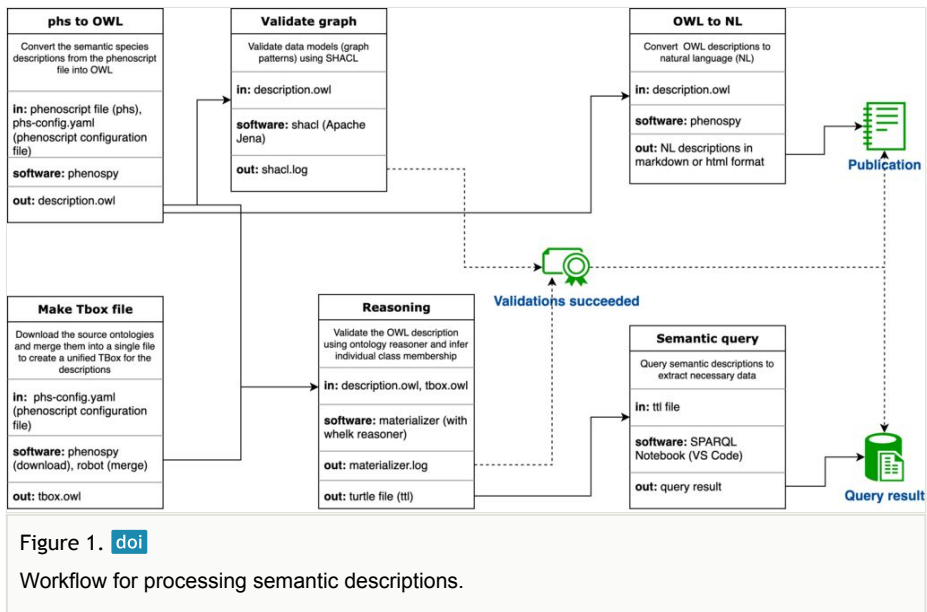 phs to OWL
Convert the semantic species
descriptions from the phenoscript
file into OWL
in: phenoscript file (phs),
phs-config.yaml
(phenoscript configuration
file)
software: phenospy
out: description.owl
Validate graph
Validate data models (graph
patterns) using SHACL
in: description.owl
software: shacl (Apache
Jena)
out: shacl.log
OWL to NL
Convert OWL descriptions to
natural language (NL)
in: description.owl
software: phenospy
out: NL descriptions in
markdown or html format
Publication
Validations succeeded
Make Tbox file
Download the source ontologies
and merge them into a single file
to create a unified TBox for the
descriptions
in: phs-config.yaml
(phenoscript configuration
file)
software: phenospy
(download), robot (merge)
out: tbox.owl
Reasoning
Validate the OWL description
using ontology reasoner and infer
individual class membership
in: description.owl, tbox.owl
software: materializer (with
whelk reasoner)
out: materializer.log
out: turtle file (ttl)
Semantic query
Query semantic descriptions to
extract necessary data
in: ttl file
software: SPARQL
Notebook (VS Code)
out: query result
Query result
Figure 1. doi
Workflow for processing semantic descriptions.